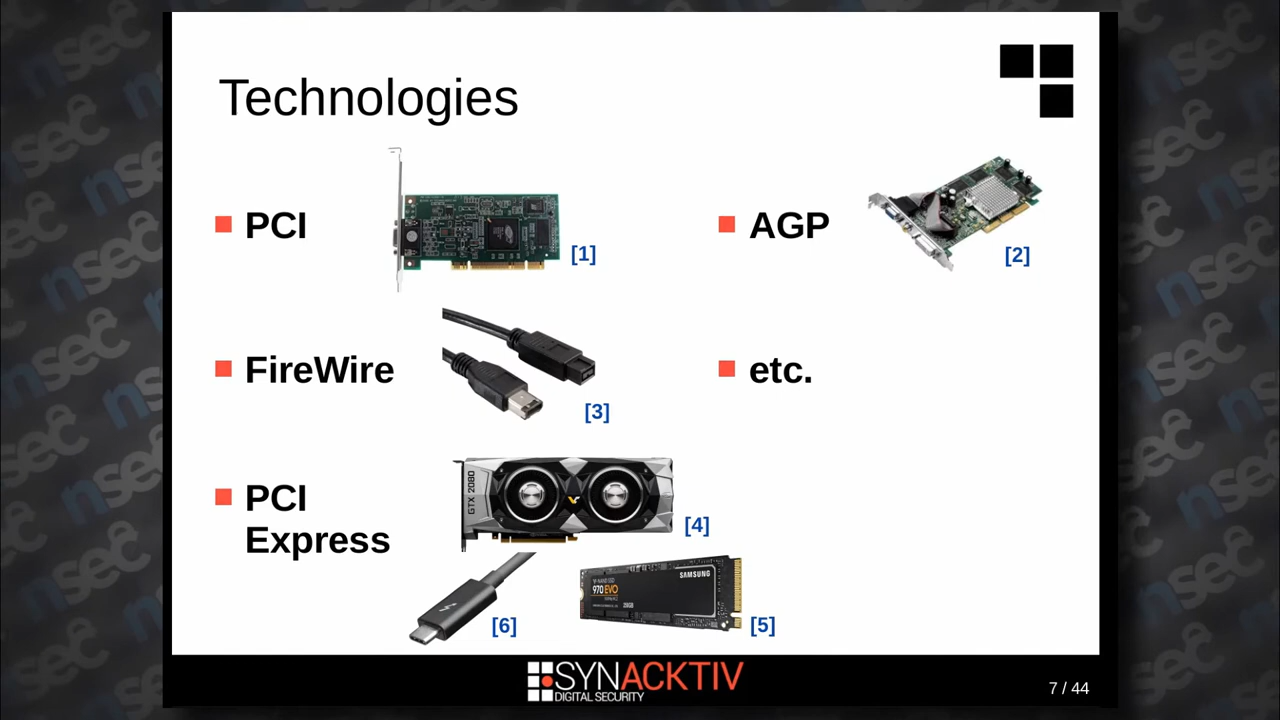 Technologies
PCI
[1]
AGP
[2]
FireWire
[3]
etc.
PCI
Express
GTX 2080
[4]
[6]
V-NAND SSD
970 EVO
SAMSUNG
250GB
[5]
SYNACKTIV
DIGITAL SECURITY
7 / 44
nsec